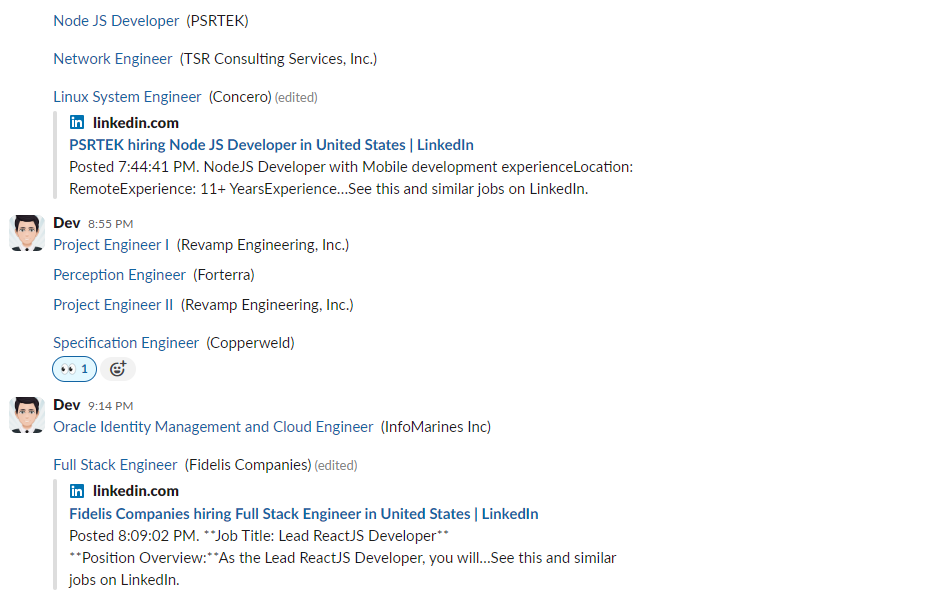 Node JS Developer (PSRTEK)
Network Engineer (TSR Consulting Services, Inc.)
Linux System Engineer (Concero) (edited)
in linkedin.com
PSRTEK hiring Node JS Developer in United States | LinkedIn
Posted 7:44:41 PM. NodeJS Developer with Mobile development experienceLocation:
RemoteExperience: 11+ YearsExperience…See this and similar jobs on LinkedIn.
Dev 8:55 PM
Project Engineer I (Revamp Engineering, Inc.)
Perception Engineer (Forterra)
Project Engineer II (Revamp Engineering, Inc.)
Specification Engineer (Copperweld)
1
Dev 9:14 PM
Oracle Identity Management and Cloud Engineer (InfoMarines Inc)
Full Stack Engineer (Fidelis Companies) (edited)
in linkedin.com
Fidelis Companies hiring Full Stack Engineer in United States | LinkedIn
Posted 8:09:02 PM. **Job Title: Lead ReactJS Developer**
**Position Overview:**As the Lead ReactJS Developer, you will…See this and similar
jobs on LinkedIn.